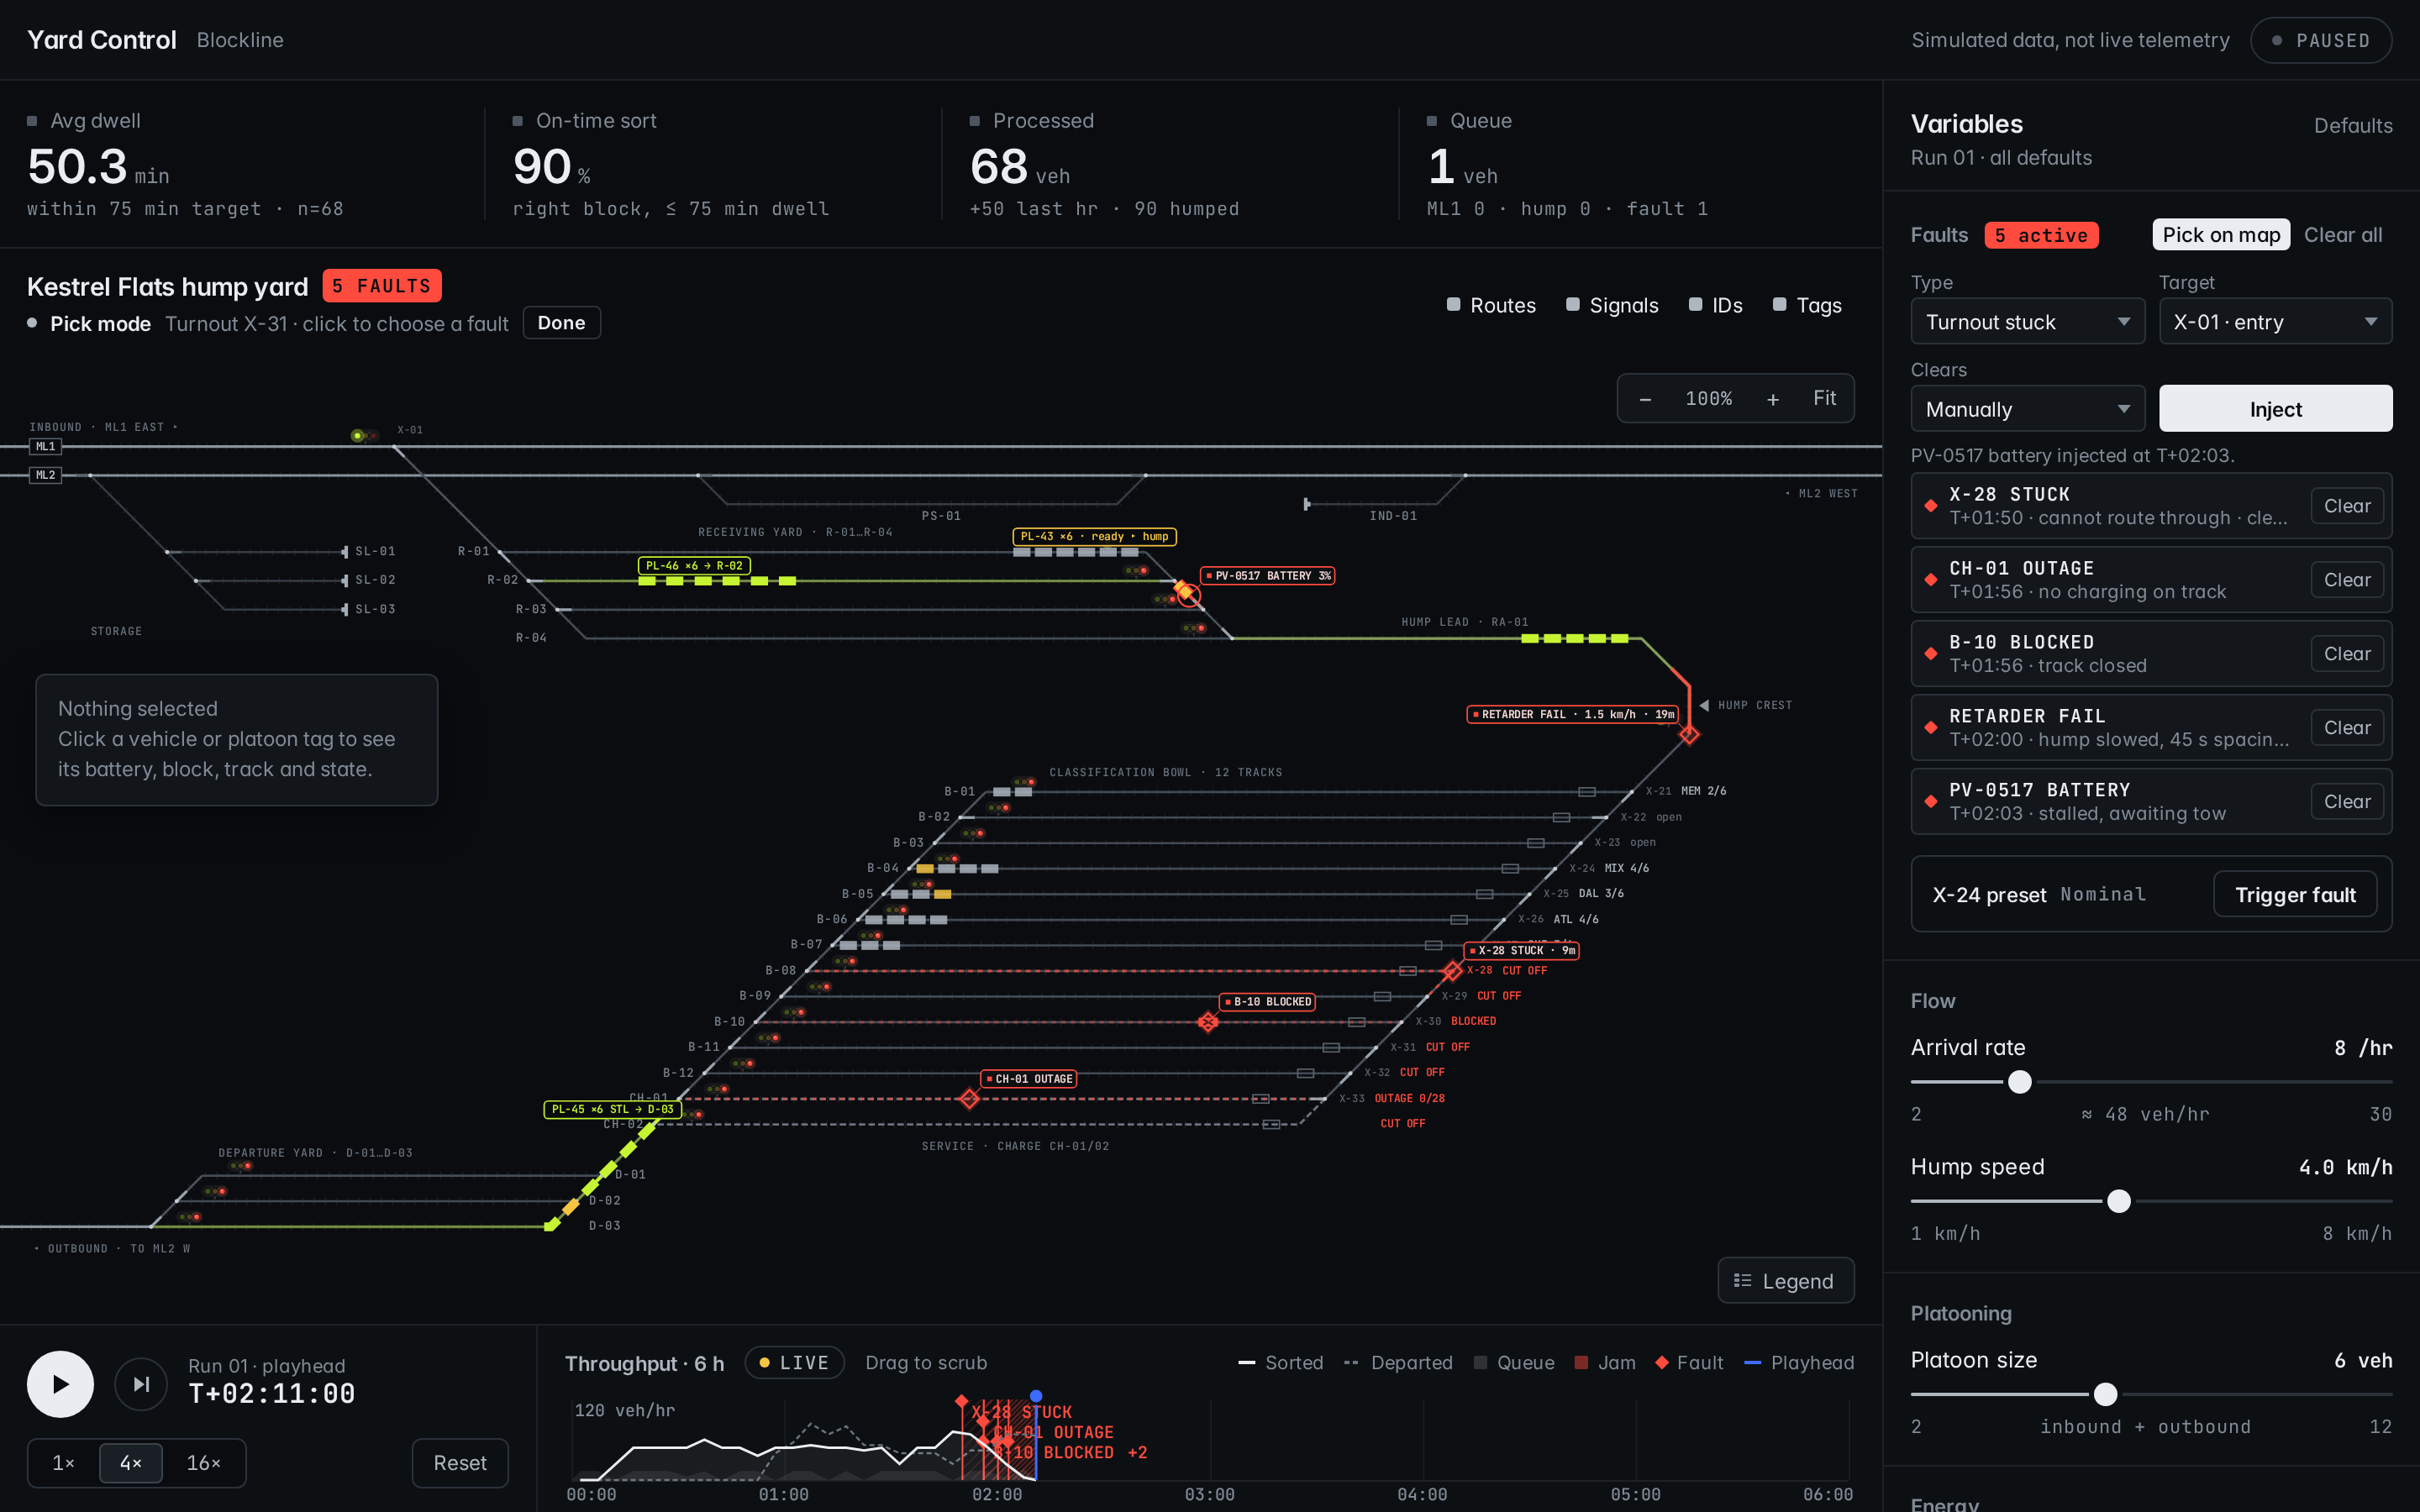 Yard Control Blockline
Simulated data, not live telemetry
PAUSED
Avg dwell
50.3 min
within 75 min target · n=68
On-time sort
90 %
right block, ≤ 75 min dwell
Processed
68 veh
+50 last hr · 90 humped
Queue
1 veh
ML1 0 · hump 0 · fault 1
Kestrel Flats hump yard 5 FAULTS
Pick mode Turnout X-31 · click to choose a fault Done
Routes Signals IDs Tags
− 100% + Fit
INBOUND · ML1 EAST ▸
X-01
ML1
ML2
◂ ML2 WEST
PS-01
IND-01
RECEIVING YARD · R-01…R-04
PL-43 ×6 · ready ▸ hump
SL-01
R-01
PL-46 ×6 → R-02
PV-0517 BATTERY 3%
SL-02
R-02
SL-03
R-03
STORAGE
R-04
HUMP LEAD · RA-01
Nothing selected
Click a vehicle or platoon tag to see
its battery, block, track and state.
HUMP CREST
RETARDER FAIL · 1.5 km/h · 19m
CLASSIFICATION BOWL · 12 TRACKS
B-01
X-21 MEM 2/6
B-02
X-22 open
B-03
X-23 open
B-04
X-24 MIX 4/6
B-05
X-25 DAL 3/6
B-06
X-26 ATL 4/6
B-07
X-28 STUCK · 9m
B-08
X-28 CUT OFF
B-09
X-29 CUT OFF
B-10 BLOCKED
B-10
X-30 BLOCKED
B-11
X-31 CUT OFF
B-12
X-32 CUT OFF
CH-01 OUTAGE
CH-01
X-33 OUTAGE 0/28
PL-45 ×6 STL → D-03
CH-02
CUT OFF
SERVICE · CHARGE CH-01/02
DEPARTURE YARD · D-01…D-03
D-01
D-02
D-03
◂ OUTBOUND · TO ML2 W
Legend
Run 01 · playhead
T+02:11:00
1× 4× 16×
Reset
Throughput · 6 h LIVE Drag to scrub
Sorted Departed Queue Jam Fault Playhead
120 veh/hr
X-28 STUCK
CH-01 OUTAGE
B-10 BLOCKED +2
00:00 01:00 02:00 03:00 04:00 05:00 06:00
Variables Defaults
Run 01 · all defaults
Faults 5 active Pick on map Clear all
Type Target
Turnout stuck X-01 · entry
Clears
Manually Inject
PV-0517 battery injected at T+02:03.
X-28 STUCK
T+01:50 · cannot route through · cle…
Clear
CH-01 OUTAGE
T+01:56 · no charging on track
Clear
B-10 BLOCKED
T+01:56 · track closed
Clear
RETARDER FAIL
T+02:00 · hump slowed, 45 s spacin…
Clear
PV-0517 BATTERY
T+02:03 · stalled, awaiting tow
Clear
X-24 preset Nominal Trigger fault
Flow
Arrival rate 8 /hr
2 ≈ 48 veh/hr 30
Hump speed 4.0 km/h
1 km/h 8 km/h
Platooning
Platoon size 6 veh
2 inbound + outbound 12
Energy